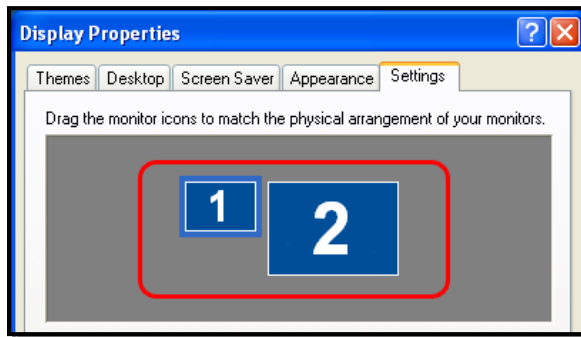 Display Properties
Themes Desktop Screen Saver Appearance Settings
Drag the monitor icons to match the physical arrangement of your monitors.
1 2